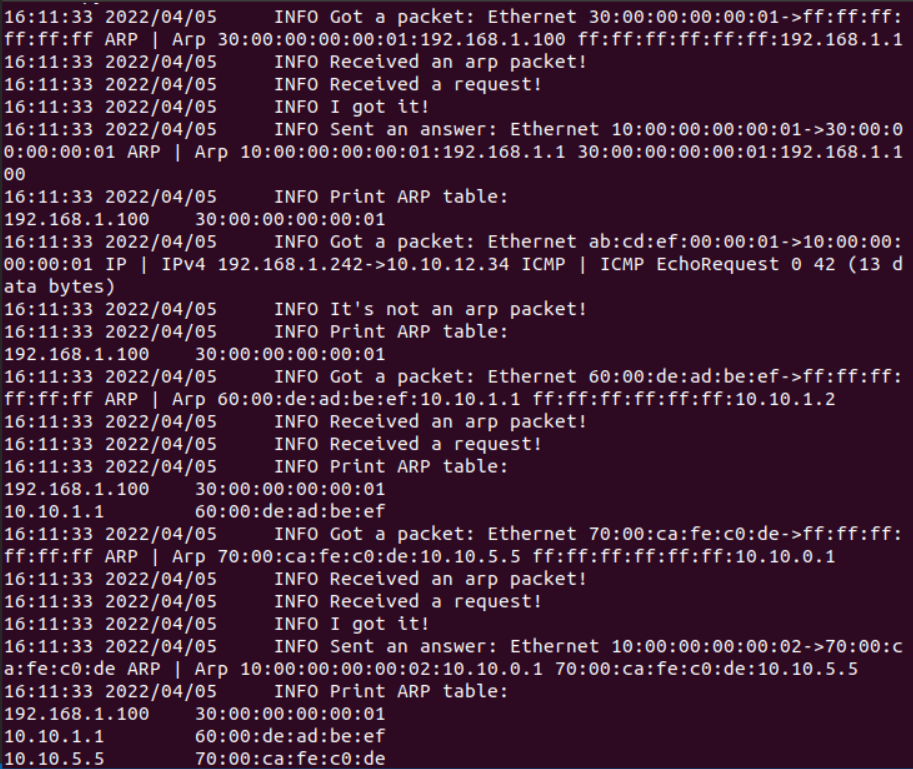 16:11:33 2022/04/05     INFO Got a packet: Ethernet 30:00:00:00:00:01->ff:ff:ff:
ff:ff:ff ARP | Arp 30:00:00:00:00:01:192.168.1.100 ff:ff:ff:ff:ff:ff:192.168.1.1
16:11:33 2022/04/05     INFO Received an arp packet!
16:11:33 2022/04/05     INFO Received a request!
16:11:33 2022/04/05     INFO I got it!
16:11:33 2022/04/05     INFO Sent an answer: Ethernet 10:00:00:00:00:01->30:00:0
0:00:00:01 ARP | Arp 10:00:00:00:00:01:192.168.1.1 30:00:00:00:00:01:192.168.1.1
00
16:11:33 2022/04/05     INFO Print ARP table:
192.168.1.100    30:00:00:00:00:01
16:11:33 2022/04/05     INFO Got a packet: Ethernet ab:cd:ef:00:00:01->10:00:00:
00:00:01 IP | IPv4 192.168.1.242->10.10.12.34 ICMP | ICMP EchoRequest 0 42 (13 d
ata bytes)
16:11:33 2022/04/05     INFO It's not an arp packet!
16:11:33 2022/04/05     INFO Print ARP table:
192.168.1.100    30:00:00:00:00:01
16:11:33 2022/04/05     INFO Got a packet: Ethernet 60:00:de:ad:be:ef->ff:ff:ff:
ff:ff:ff ARP | Arp 60:00:de:ad:be:ef:10.10.1.1 ff:ff:ff:ff:ff:ff:10.10.1.2
16:11:33 2022/04/05     INFO Received an arp packet!
16:11:33 2022/04/05     INFO Received a request!
16:11:33 2022/04/05     INFO Print ARP table:
192.168.1.100    30:00:00:00:00:01
10.10.1.1        60:00:de:ad:be:ef
16:11:33 2022/04/05     INFO Got a packet: Ethernet 70:00:ca:fe:c0:de->ff:ff:ff:
ff:ff:ff ARP | Arp 70:00:ca:fe:c0:de:10.10.5.5 ff:ff:ff:ff:ff:ff:10.10.0.1
16:11:33 2022/04/05     INFO Received an arp packet!
16:11:33 2022/04/05     INFO Received a request!
16:11:33 2022/04/05     INFO I got it!
16:11:33 2022/04/05     INFO Sent an answer: Ethernet 10:00:00:00:00:02->70:00:c
a:fe:c0:de ARP | Arp 10:00:00:00:00:02:10.10.0.1 70:00:ca:fe:c0:de:10.10.5.5
16:11:33 2022/04/05     INFO Print ARP table:
192.168.1.100    30:00:00:00:00:01
10.10.1.1        60:00:de:ad:be:ef
10.10.5.5        70:00:ca:fe:c0:de